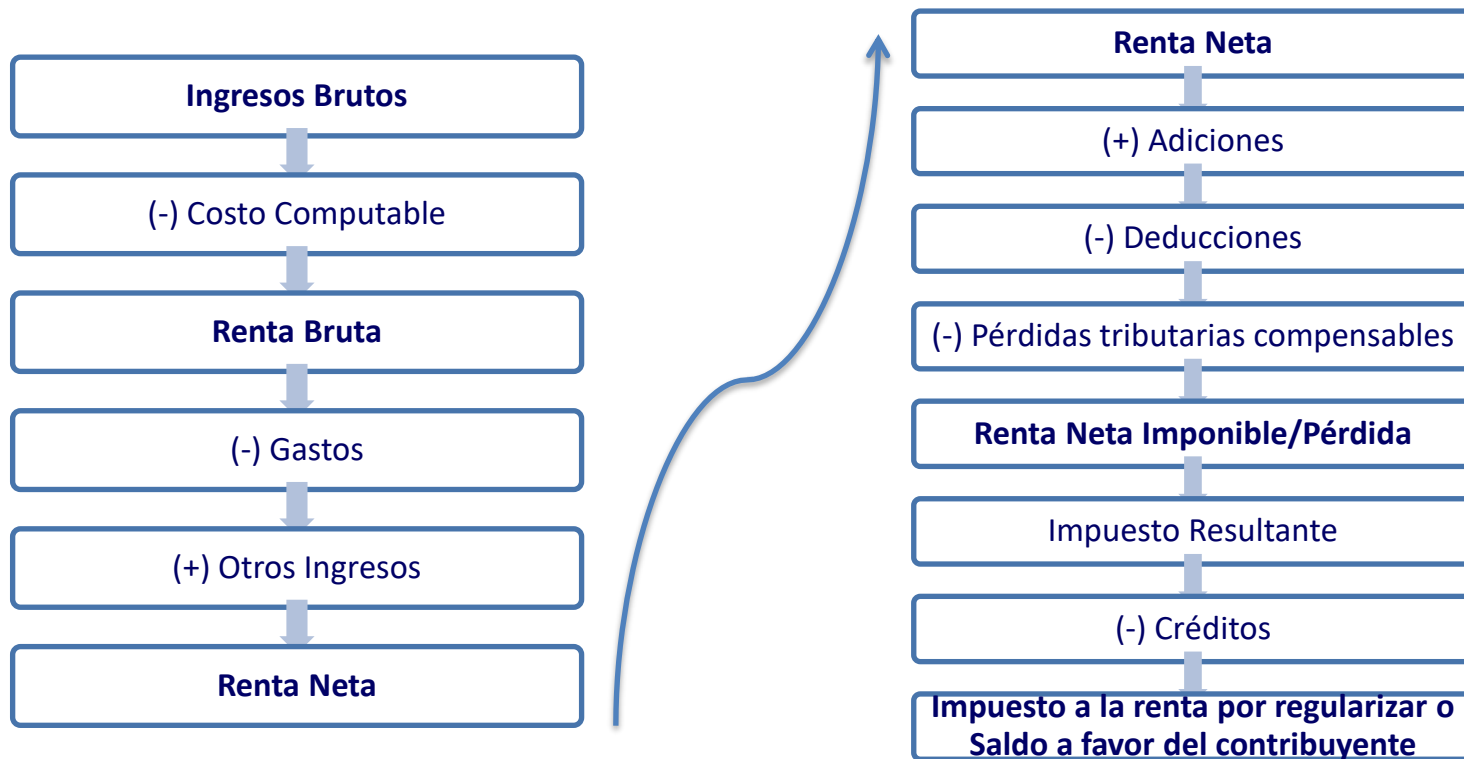 Ingresos Brutos
(-) Costo Computable
Renta Bruta
(-) Gastos
(+) Otros Ingresos
Renta Neta
Renta Neta
(+) Adiciones
(-) Deducciones
(-) Pérdidas tributarias compensables
Renta Neta Imponible/Pérdida
Impuesto Resultante
(-) Créditos
Impuesto a la renta por regularizar o
Saldo a favor del contribuyente